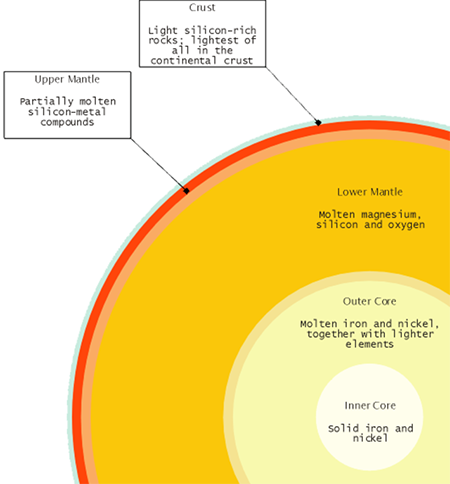 Crust
Light silicon-rich
rocks; lightest of
all in the
continental crust
Upper Mantle
Partially molten
silicon-metal
compounds
Lower Mantle
Molten magnesium,
silicon and oxygen
Outer Core
Molten iron and nickel,
together with lighter
elements
Inner Core
Solid iron and
nickel